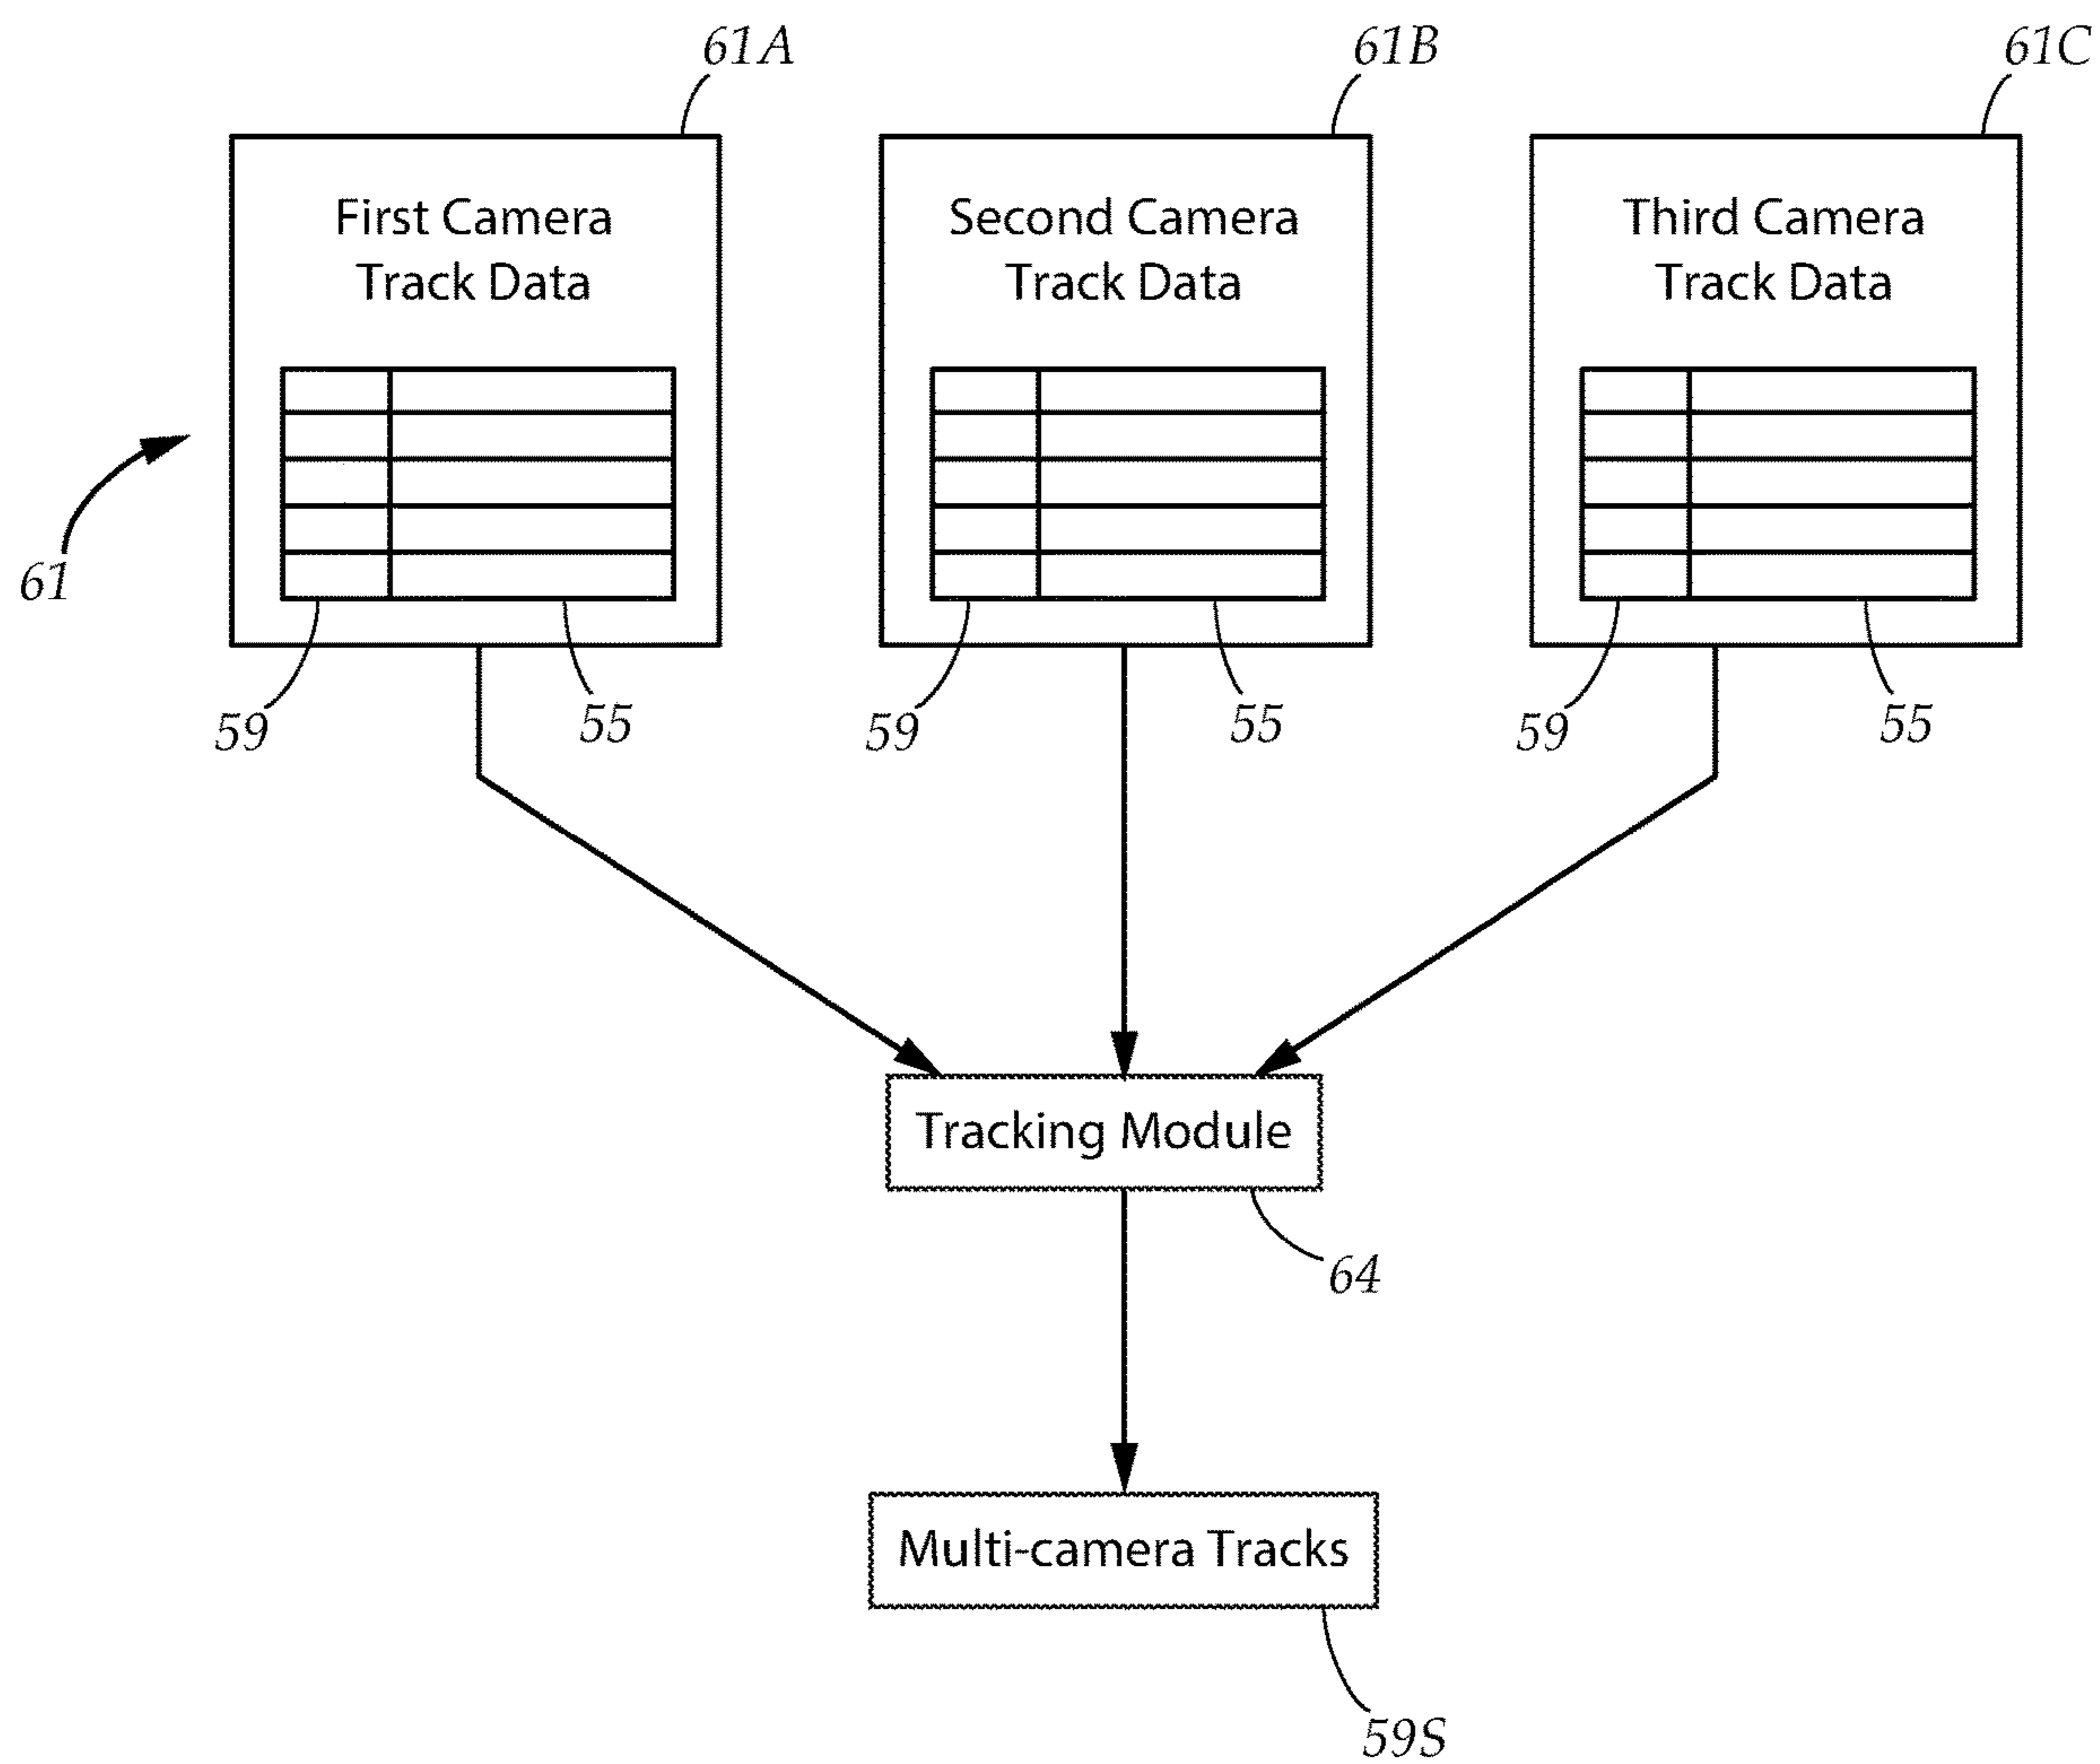 61A
61B
61C
First Camera
Track Data
Second Camera
Track Data
Third Camera
Track Data
61
59
55
59
55
59
55
Tracking Module
64
Multi-camera Tracks
59S